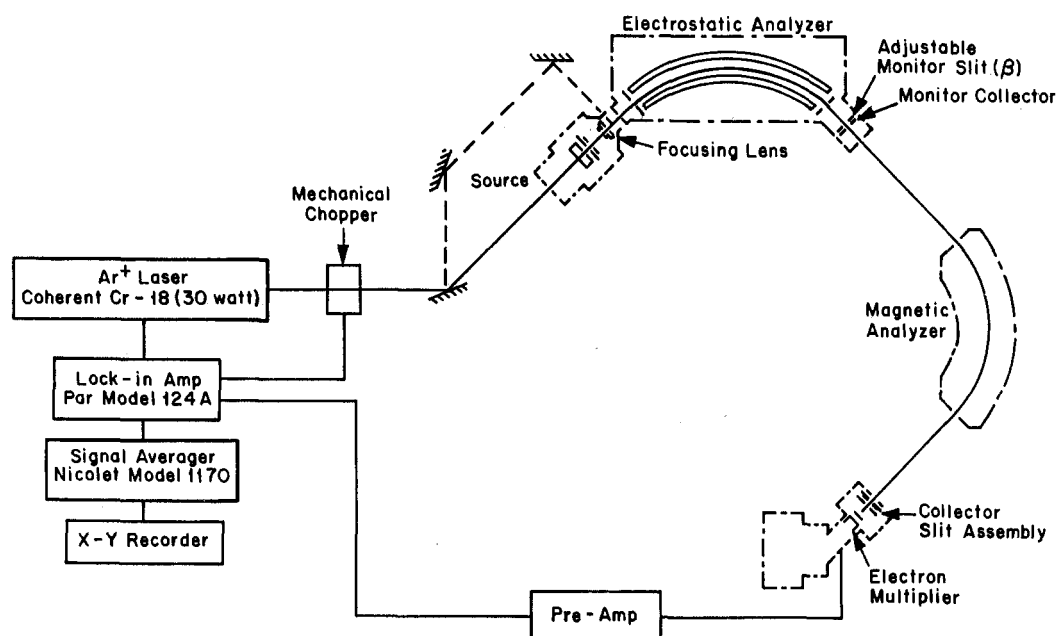 Electrostatic Analyzer
Adjustable
Monitor Slit (β)
Monitor Collector
Focusing Lens
Source
Mechanical
Chopper
Ar+ Laser
Coherent Cr-18 (30 watt)
Magnetic
Analyzer
Lock-in Amp
Par Model 124A
Signal Averager
Nicolet Model 1170
X-Y Recorder
Collector
Slit Assembly
Electron
Multiplier
Pre-Amp